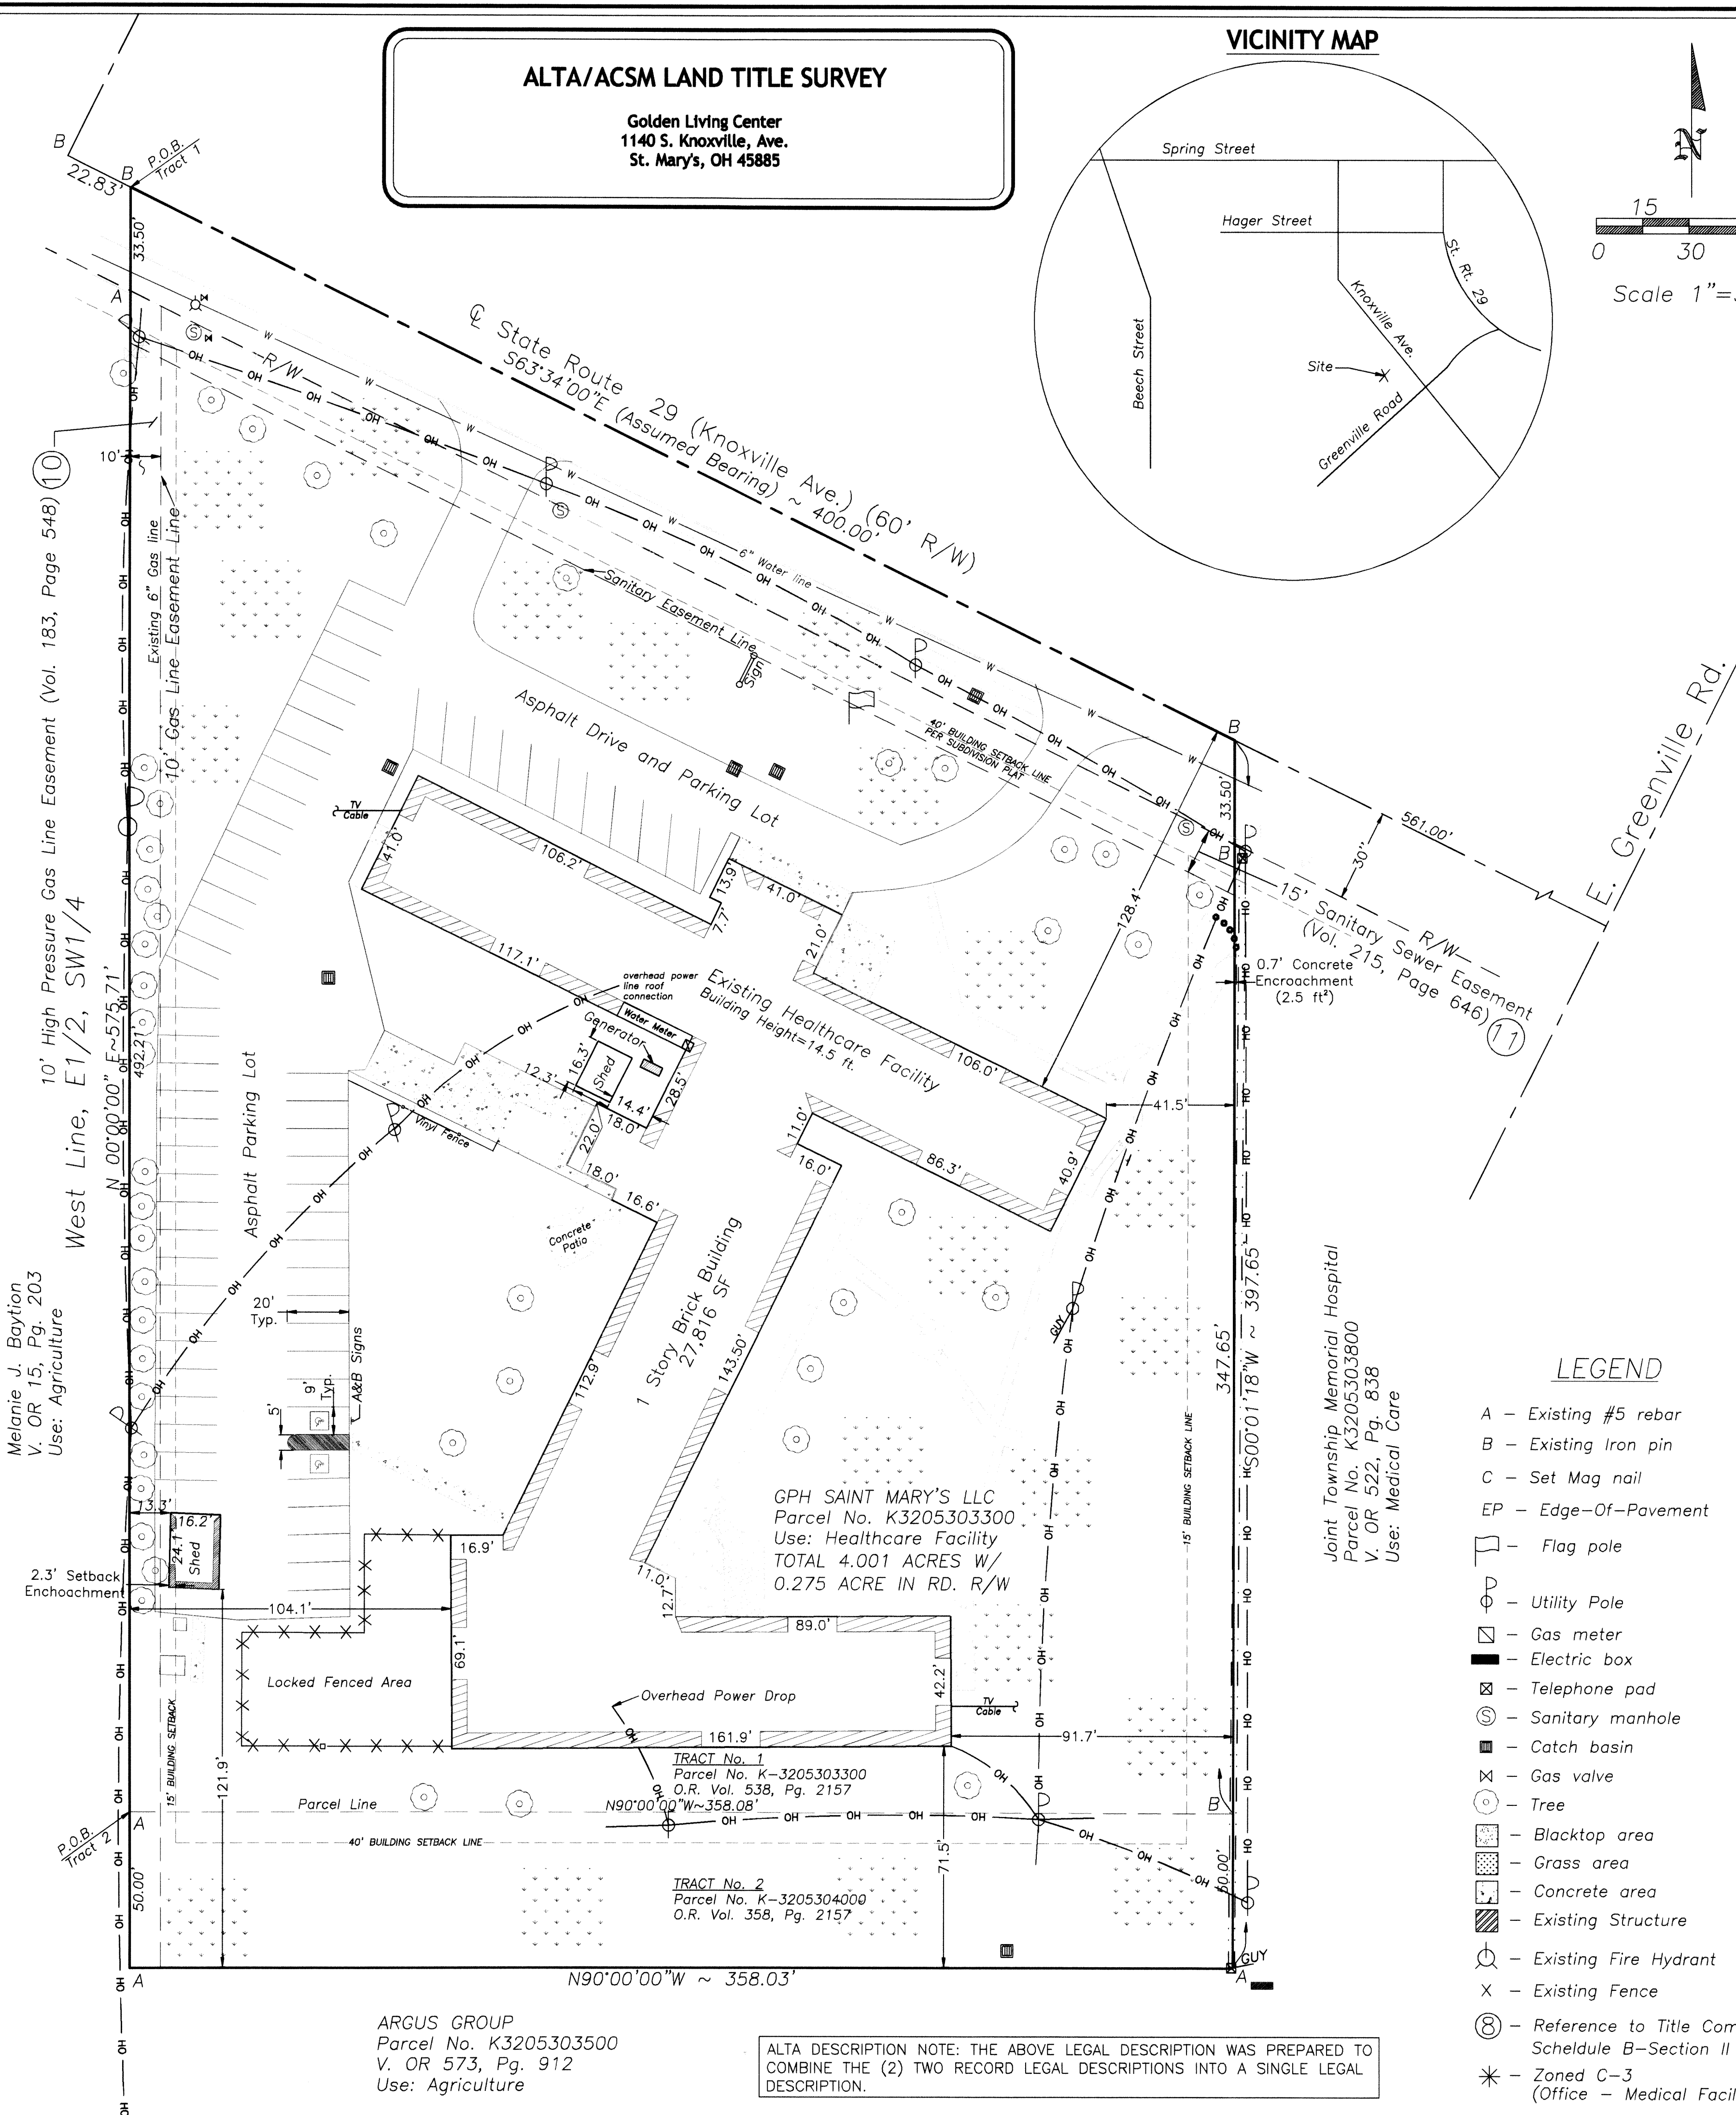 ALTA/ACSM LAND TITLE SURVEY
Golden Living Center
1140 S. Knoxville, Ave.
St. Mary's, OH 45885
VICINITY MAP
Spring Street
Hager Street
St. Rt. 29
Knoxville Ave.
Beech Street
Site
Greenville Road
N
15
0 30
B
P.O.B.
Tract 1
22.83'
B
33.50'
A
R/W
℄ State Route 29 (Knoxville Ave.) (60' R/W)
S63°34'00"E (Assumed Bearing) ~ 400.00'
10' High Pressure Gas Line Easement (Vol. 183, Page 548) 10
West Line, E1/2, SW1/4
N 00°00'00" E~575.71'
492.21'
10'
Existing 6" Gas line
10' Gas Line Easement Line
6" Water line
Sanitary Easement Line
Sign
Asphalt Drive and Parking Lot
40' BUILDING SETBACK LINE
PER SUBDIVISION PLAT
B
33.50'
B
561.00'
30"
E. Greenville Rd.
R/W
15' Sanitary Sewer Easement
(Vol. 215, Page 646) 11
0.7' Concrete
Encroachment
(2.5 ft²)
TV
Cable
41.0'
106.2'
13.9'
7.7'
41.0'
21.0'
128.4'
117.1'
overhead power
line roof
connection
Existing Healthcare Facility
Building Height=14.5 ft.
Water Meter
Generator
16.3'
Shed
12.3'
14.4'
18.0'
28.5'
22.0'
18.0'
16.6'
Vinyl Fence
Concrete
Patio
106.0'
41.5'
11.0'
16.0'
86.3'
40.9'
Asphalt Parking Lot
1 Story Brick Building
27,816 SF
112.9'
143.50'
GUY
Melanie J. Baytion
V. OR 15, Pg. 203
Use: Agriculture
20'
Typ.
9'
Typ.
5'
A&B Signs
13.3'
16.2'
24.1'
Shed
2.3' Setback
Enchoachment
104.1'
16.9'
11.0'
12.7'
89.0'
69.1'
42.2'
161.9'
91.7'
Locked Fenced Area
Overhead Power Drop
TV
Cable
GPH SAINT MARY'S LLC
Parcel No. K3205303300
Use: Healthcare Facility
TOTAL 4.001 ACRES W/
0.275 ACRE IN RD. R/W
15' BUILDING SETBACK LINE
347.65'
S00°01'18"W ~ 397.65'
Joint Township Memorial Hospital
Parcel No. K3205303800
V. OR 522, Pg. 838
Use: Medical Care
15' BUILDING SETBACK
121.9'
TRACT No. 1
Parcel No. K-3205303300
O.R. Vol. 538, Pg. 2157
N90°00'00"W~358.08'
Parcel Line
A
B
P.O.B.
Tract 2
40' BUILDING SETBACK LINE
50.00'
71.5'
50.00'
TRACT No. 2
Parcel No. K-3205304000
O.R. Vol. 358, Pg. 2157
GUY
A
A
N90°00'00"W ~ 358.03'
ARGUS GROUP
Parcel No. K3205303500
V. OR 573, Pg. 912
Use: Agriculture
ALTA DESCRIPTION NOTE: THE ABOVE LEGAL DESCRIPTION WAS PREPARED TO
COMBINE THE (2) TWO RECORD LEGAL DESCRIPTIONS INTO A SINGLE LEGAL
DESCRIPTION.
Scale 1"=
LEGEND
A – Existing #5 rebar
B – Existing Iron pin
C – Set Mag nail
EP – Edge–Of–Pavement
– Flag pole
– Utility Pole
– Gas meter
– Electric box
– Telephone pad
Ⓢ – Sanitary manhole
– Catch basin
– Gas valve
– Tree
– Blacktop area
– Grass area
– Concrete area
– Existing Structure
– Existing Fire Hydrant
X – Existing Fence
8 – Reference to Title
Scheldule B–Section II
– Zoned C–3
(Office – Medical